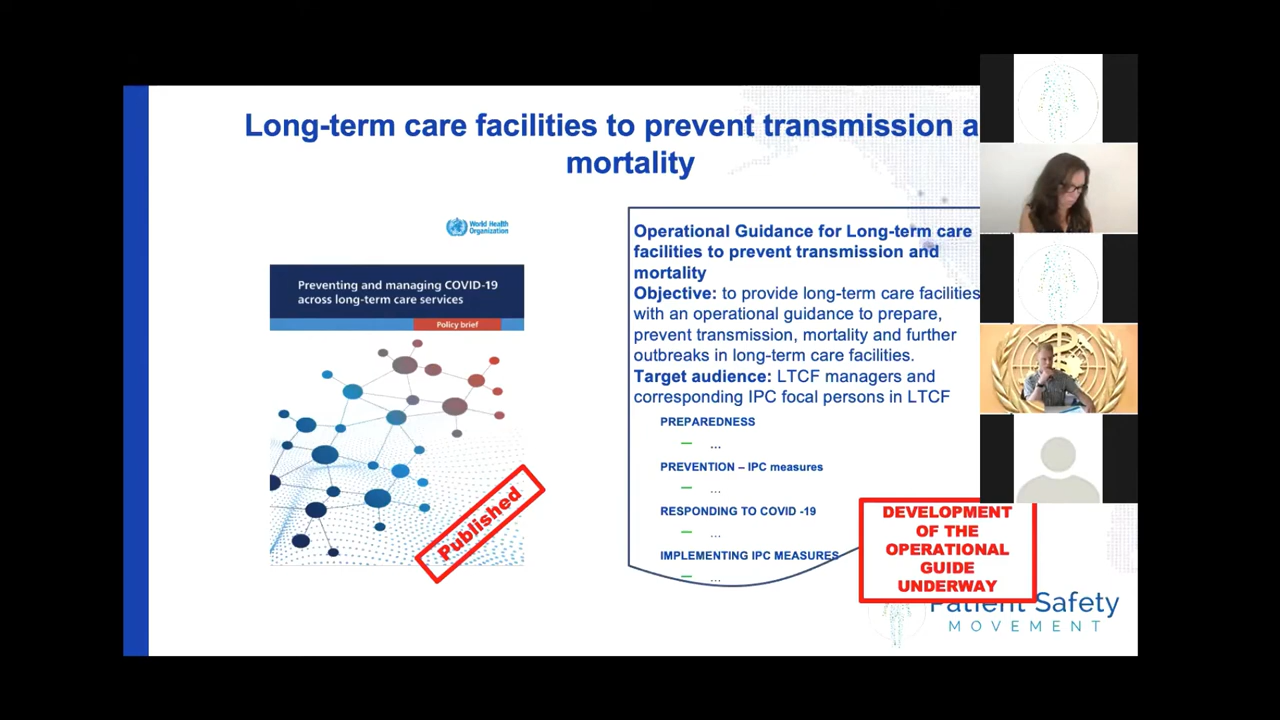 Long-term care facilities to prevent transmission a
mortality
World Health
Organization
Preventing and managing COVID-19
across long-term care services
Policy brief
Published
Operational Guidance for Long-term care
facilities to prevent transmission and
mortality
Objective: to provide long-term care facilities
with an operational guidance to prepare,
prevent transmission, mortality and further
outbreaks in long-term care facilities.
Target audience: LTCF managers and
corresponding IPC focal persons in LTCF
PREPAREDNESS
– ...
PREVENTION – IPC measures
– ...
RESPONDING TO COVID -19
– ...
IMPLEMENTING IPC MEASURES
– ...
DEVELOPMENT
OF THE
OPERATIONAL
GUIDE
UNDERWAY
Patient Safety
MOVEMENT